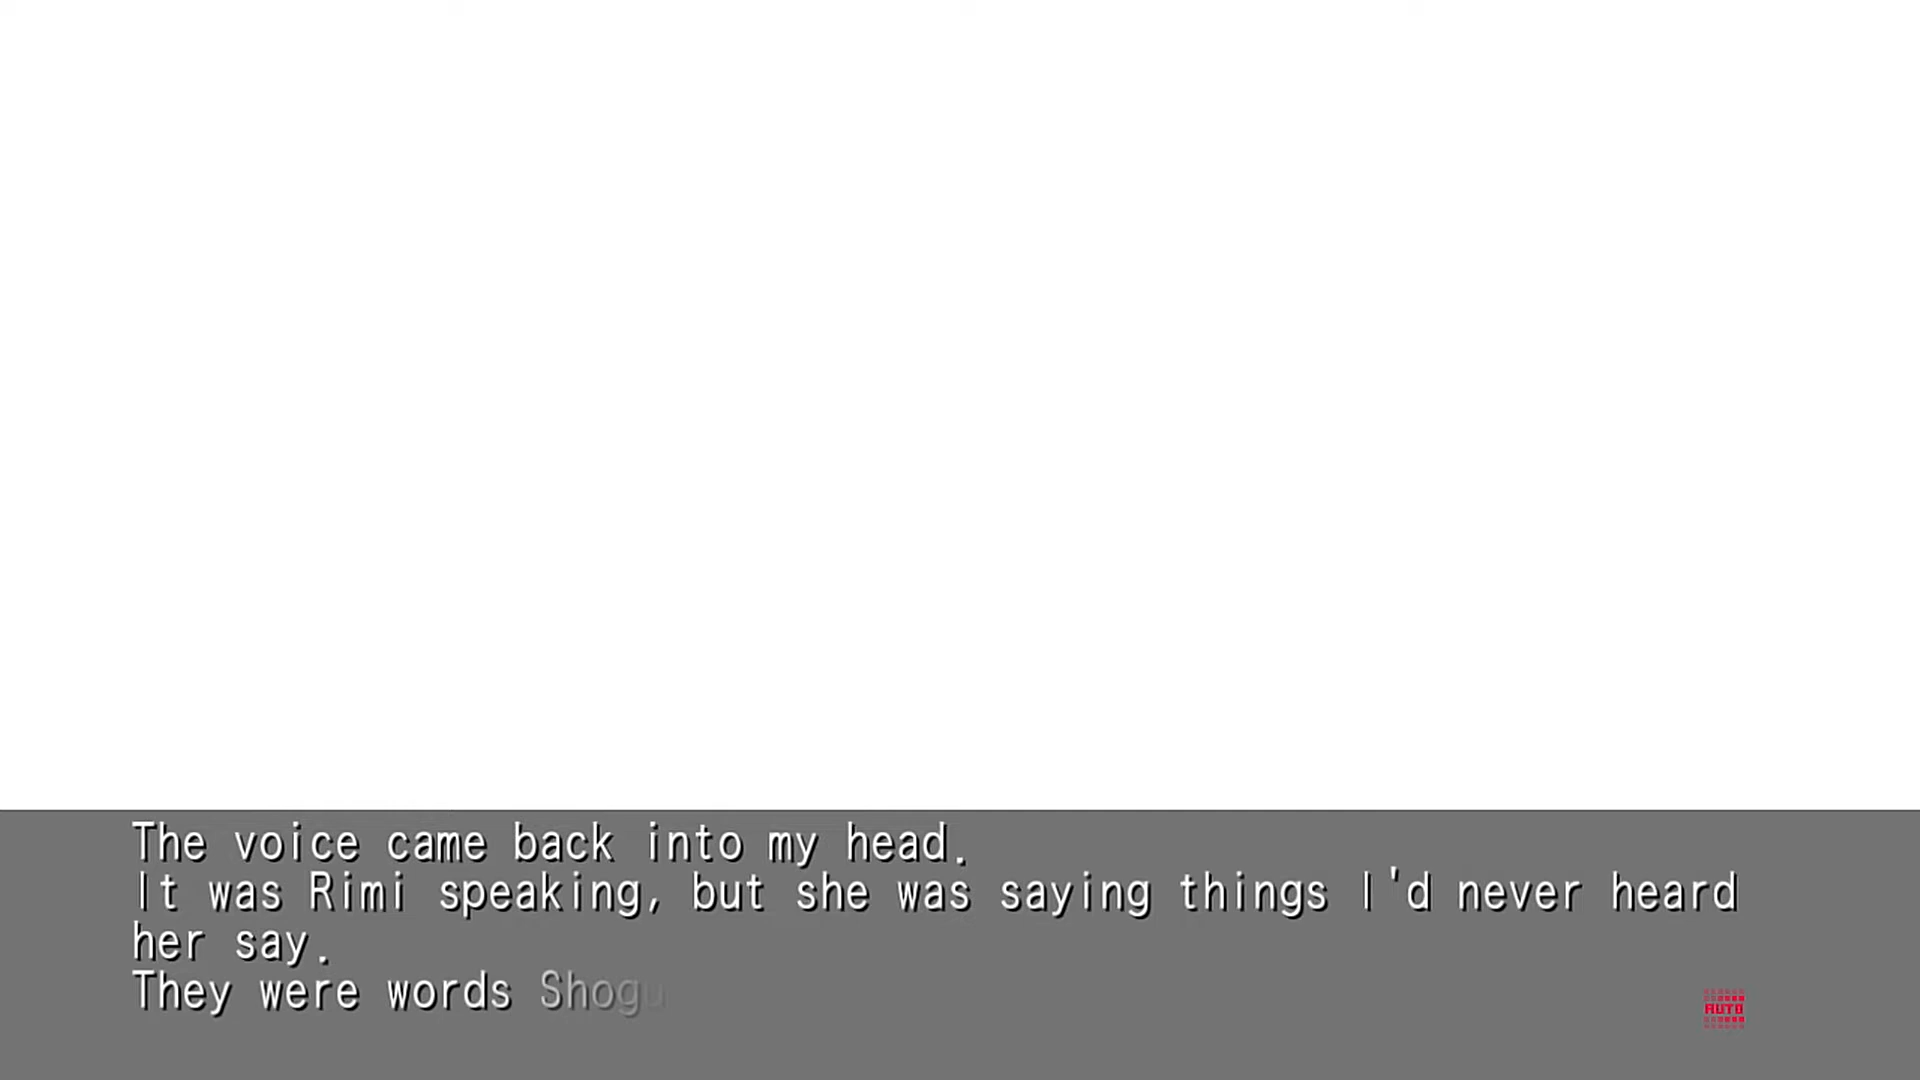 The voice came back into my head.
It was Rimi speaking, but she was saying things I'd never heard
her say.
They were words Shogu
AUTO